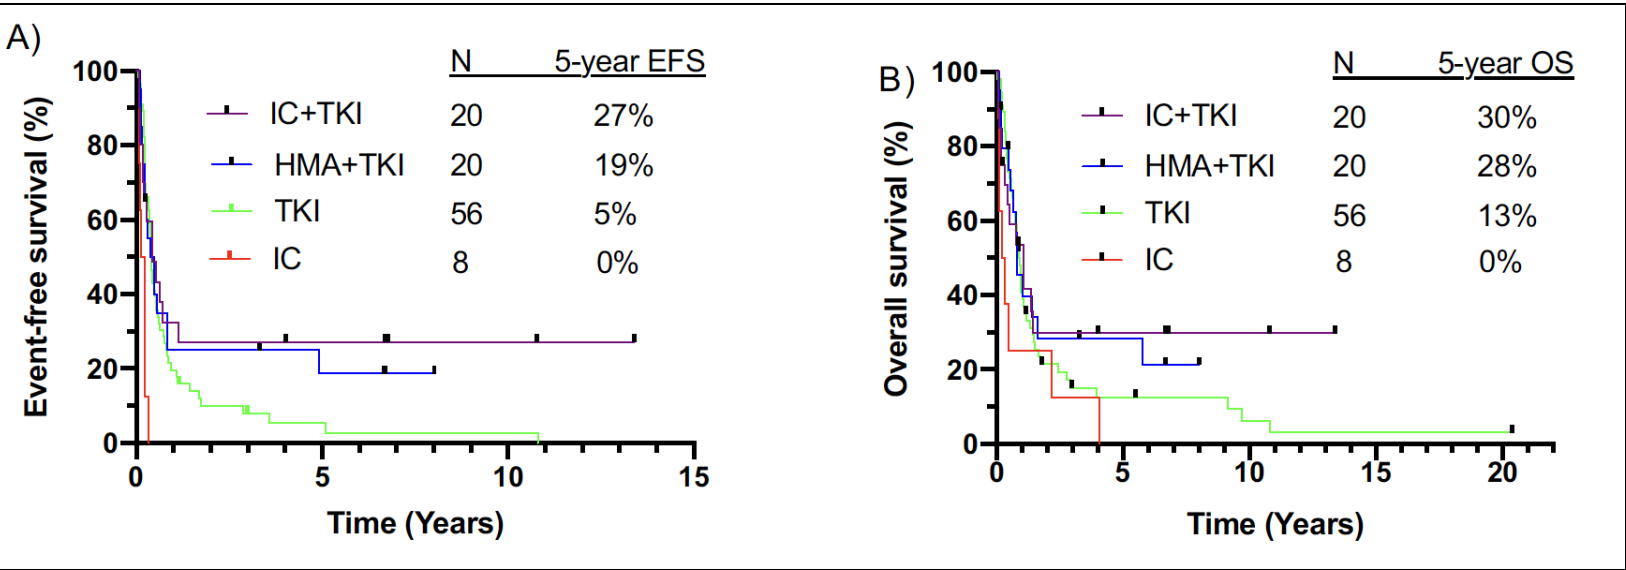 A)
N 5-year EFS
IC+TKI 20 27%
HMA+TKI 20 19%
TKI 56 5%
IC 8 0%
Event-free survival (%)
100
80
60
40
20
0
0 5 10 15
Time (Years)
B)
N 5-year OS
IC+TKI 20 30%
HMA+TKI 20 28%
TKI 56 13%
IC 8 0%
Overall survival (%)
100
80
60
40
20
0
0 5 10 15 20
Time (Years)